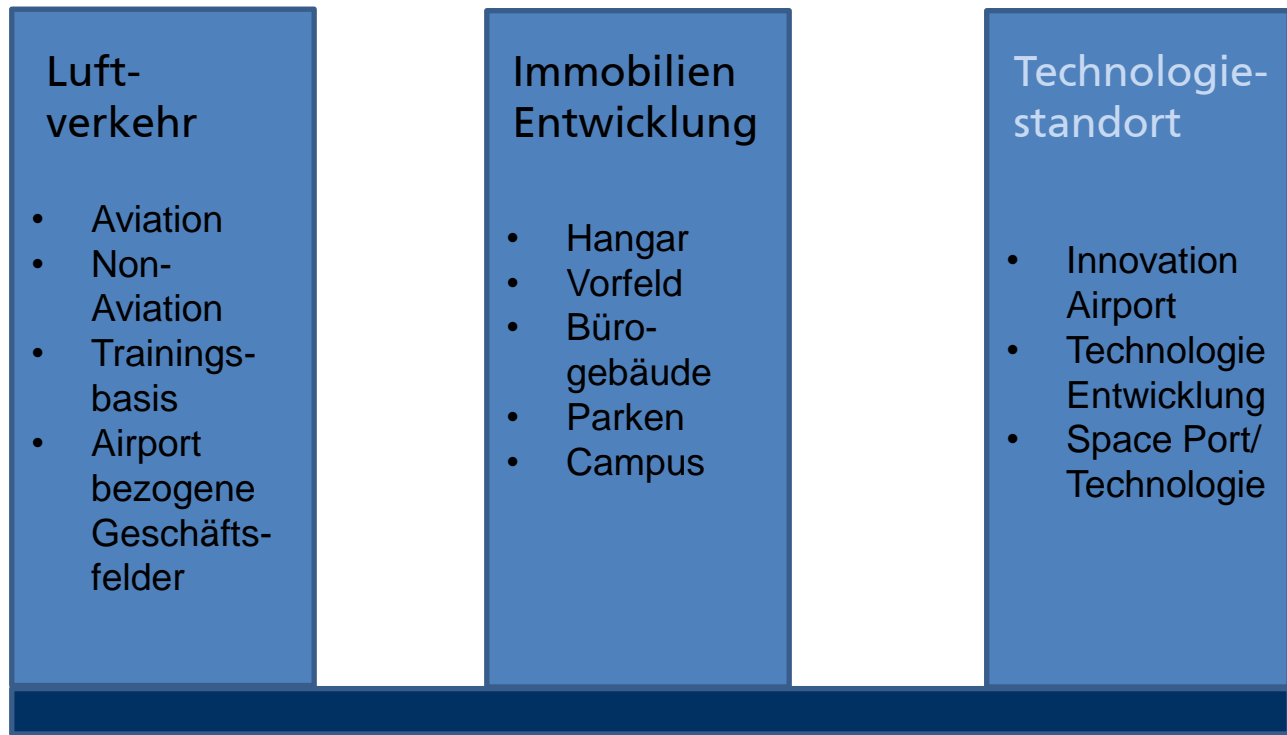 Luft-
verkehr
• Aviation
• Non-
Aviation
• Trainings-
basis
• Airport
bezogene
Geschäfts-
felder
Immobilien
Entwicklung
• Hangar
• Vorfeld
• Büro-
gebäude
• Parken
• Campus
Technologie-
standort
• Innovation
Airport
• Technologie
Entwicklung
• Space Port/
Technologie